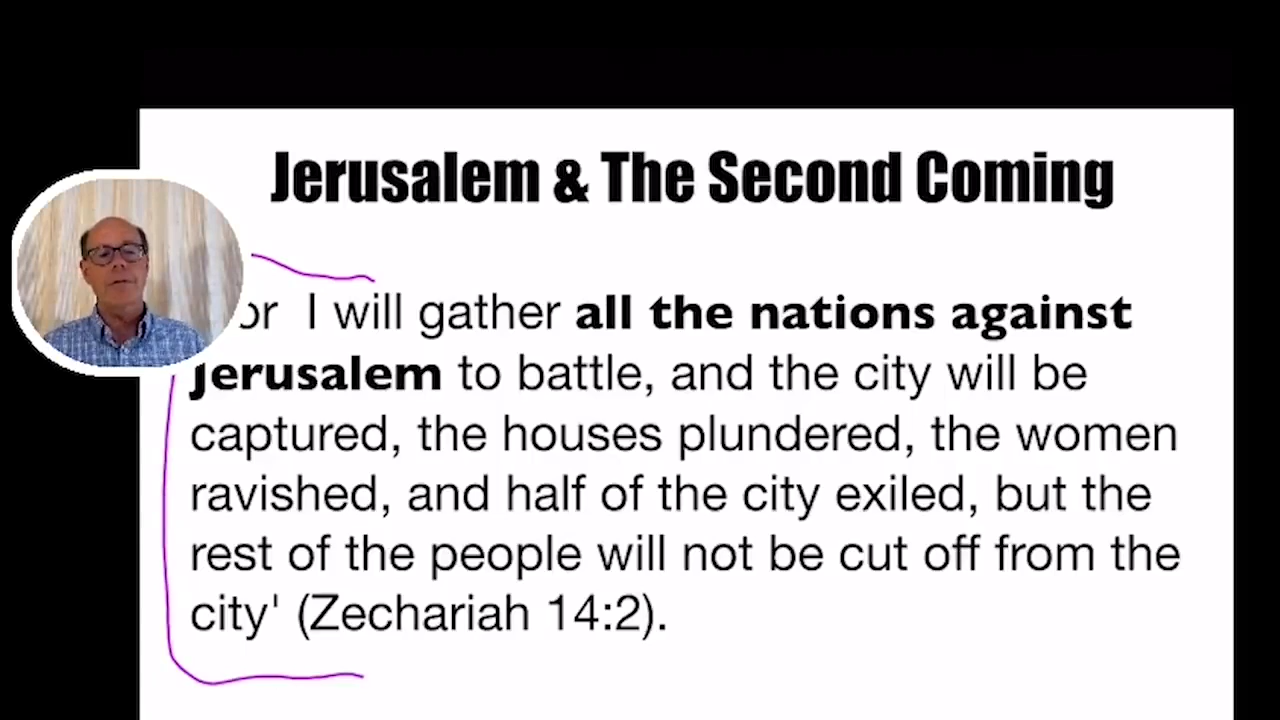 Jerusalem & The Second Coming
or I will gather all the nations against
Jerusalem to battle, and the city will be
captured, the houses plundered, the women
ravished, and half of the city exiled, but the
rest of the people will not be cut off from the
city' (Zechariah 14:2).